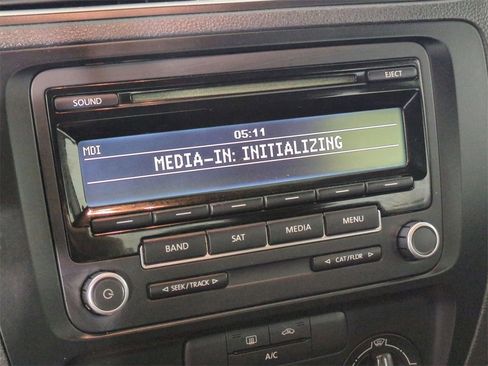 SOUND
EJECT
05:11
MDI
MEDIA-IN: INITIALIZING
BAND
SAT
MEDIA
MENU
◁ SEEK/TRACK ▷
◁ CAT/FLDR ▷
A/C